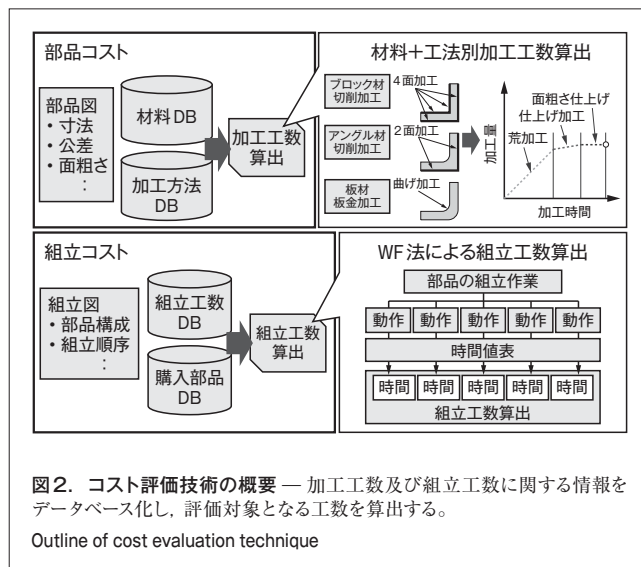 部品コスト
部品図
・寸法
・公差
・面粗さ
：
材料DB
加工方法
DB
加工工数
算出
材料＋工法別加工工数算出
ブロック材
切削加工
4面加工
アングル材
切削加工
2面加工
板材
板金加工
曲げ加工
加工量
荒加工
仕上げ加工
面粗さ仕上げ
加工時間
組立コスト
組立図
・部品構成
・組立順序
：
組立工数
DB
購入部品
DB
組立工数
算出
WF法による組立工数算出
部品の組立作業
動作 動作 動作 動作 動作
時間値表
時間 時間 時間 時間 時間
組立工数算出
図2．コスト評価技術の概要 — 加工工数及び組立工数に関する情報を
データベース化し，評価対象となる工数を算出する。
Outline of cost evaluation technique